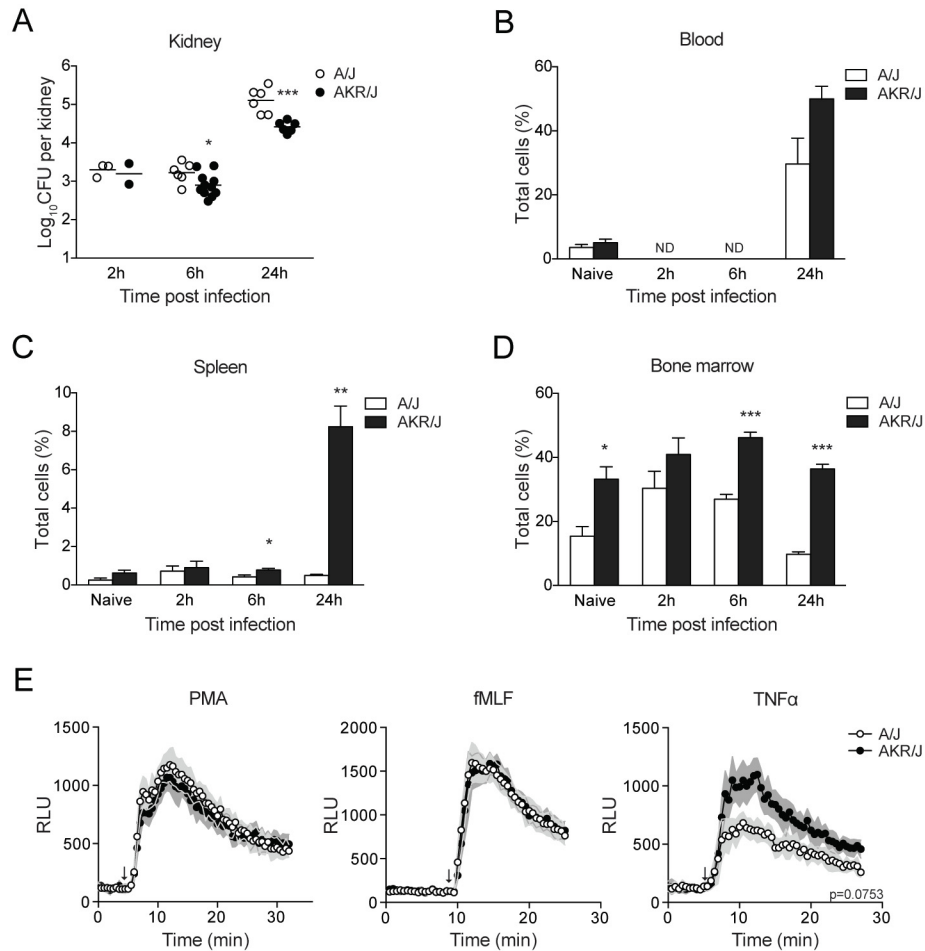 A
Kidney
A/J
AKR/J
Log10CFU per kidney
6
5
4
3
2
1
*
***
2h 6h 24h
Time post infection
B
Blood
A/J
AKR/J
Total cells (%)
60
40
20
0
ND ND
Naive 2h 6h 24h
Time post infection
C
Spleen
A/J
AKR/J
Total cells (%)
10
8
6
4
2
0
*
**
Naive 2h 6h 24h
Time post infection
D
Bone marrow
A/J
AKR/J
Total cells (%)
60
40
20
0
*
***
***
Naive 2h 6h 24h
Time post infection
E
PMA
RLU
1500
1000
500
0
0 10 20 30
Time (min)
fMLF
RLU
2000
1500
1000
500
0
0 10 20 30
Time (min)
TNFα
A/J
AKR/J
RLU
1500
1000
500
0
p=0.0753
0 10 20 30
Time (min)